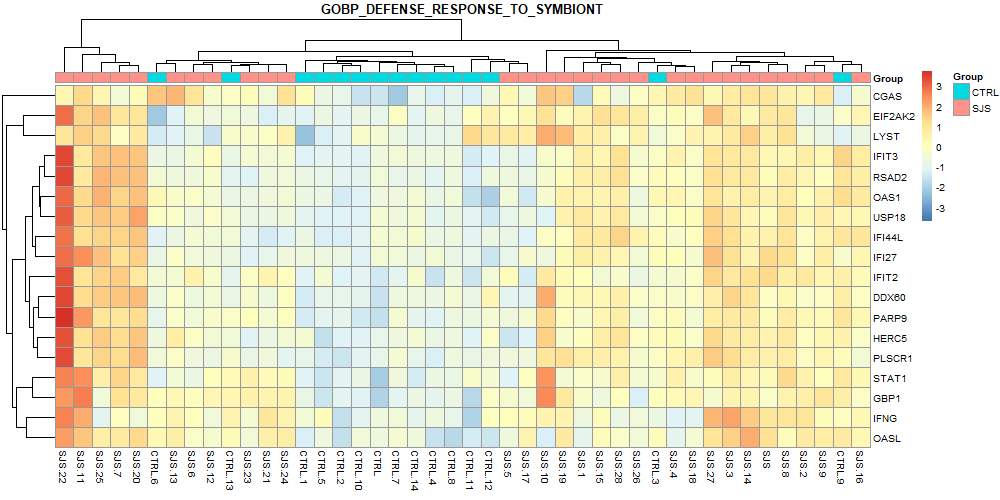 GOBP_DEFENSE_RESPONSE_TO_SYMBIONT
Group
CGAS
EIF2AK2
LYST
IFIT3
RSAD2
OAS1
USP18
IFI44L
IFI27
IFIT2
DDX60
PARP9
HERC5
PLSCR1
STAT1
GBP1
IFNG
OASL
3
2
1
0
-1
-2
-3
Group
CTRL
SJS
SJS.22
SJS.11
SJS.25
SJS.7
SJS.20
CTRL.6
SJS.13
SJS.6
SJS.12
CTRL.13
SJS.23
SJS.21
SJS.24
CTRL.1
CTRL.5
CTRL.2
CTRL.10
CTRL
CTRL.7
CTRL.14
CTRL.4
CTRL.8
CTRL.11
CTRL.12
SJS.5
SJS.17
SJS.10
SJS.19
SJS.1
SJS.15
SJS.28
SJS.26
CTRL.3
SJS.4
SJS.18
SJS.27
SJS.3
SJS.14
SJS
SJS.8
SJS.2
SJS.9
CTRL.9
SJS.16